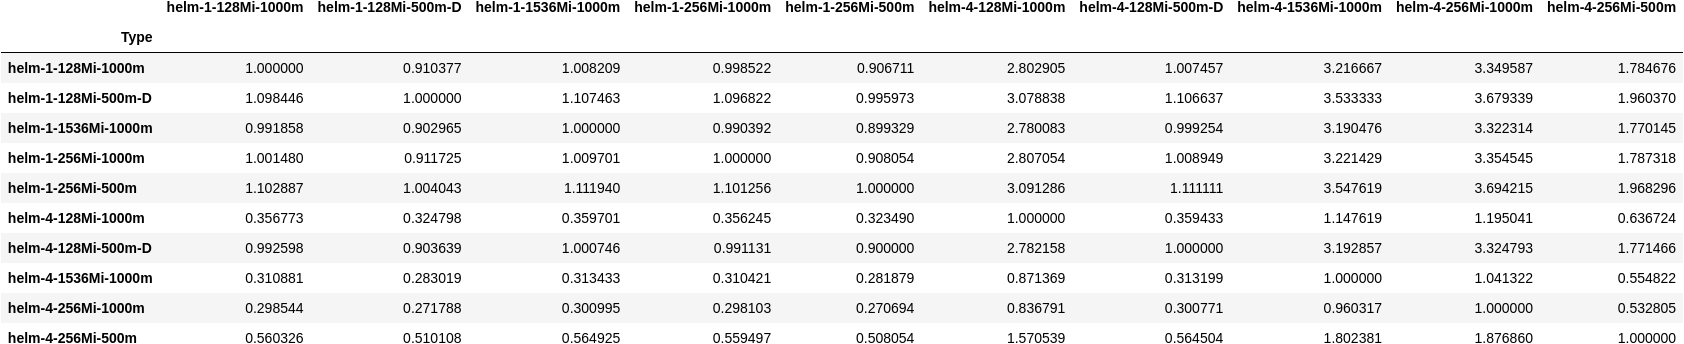 helm-1-128Mi-1000m helm-1-128Mi-500m-D helm-1-1536Mi-1000m helm-1-256Mi-1000m helm-1-256Mi-500m helm-4-128Mi-1000m helm-4-128Mi-500m-D helm-4-1536Mi-1000m helm-4-256Mi-1000m helm-4-256Mi-500m
Type
helm-1-128Mi-1000m 1.000000 0.910377 1.008209 0.998522 0.906711 2.802905 1.007457 3.216667 3.349587 1.784676
helm-1-128Mi-500m-D 1.098446 1.000000 1.107463 1.096822 0.995973 3.078838 1.106637 3.533333 3.679339 1.960370
helm-1-1536Mi-1000m 0.991858 0.902965 1.000000 0.990392 0.899329 2.780083 0.999254 3.190476 3.322314 1.770145
helm-1-256Mi-1000m 1.001480 0.911725 1.009701 1.000000 0.908054 2.807054 1.008949 3.221429 3.354545 1.787318
helm-1-256Mi-500m 1.102887 1.004043 1.111940 1.101256 1.000000 3.091286 1.111111 3.547619 3.694215 1.968296
helm-4-128Mi-1000m 0.356773 0.324798 0.359701 0.356245 0.323490 1.000000 0.359433 1.147619 1.195041 0.636724
helm-4-128Mi-500m-D 0.992598 0.903639 1.000746 0.991131 0.900000 2.782158 1.000000 3.192857 3.324793 1.771466
helm-4-1536Mi-1000m 0.310881 0.283019 0.313433 0.310421 0.281879 0.871369 0.313199 1.000000 1.041322 0.554822
helm-4-256Mi-1000m 0.298544 0.271788 0.300995 0.298103 0.270694 0.836791 0.300771 0.960317 1.000000 0.532805
helm-4-256Mi-500m 0.560326 0.510108 0.564925 0.559497 0.508054 1.570539 0.564504 1.802381 1.876860 1.000000